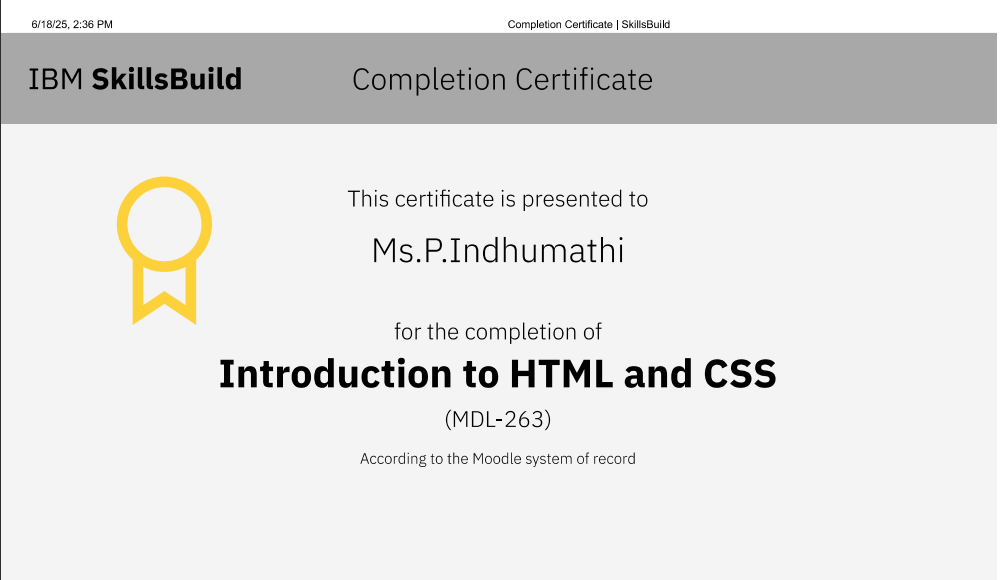 6/18/25, 2:36 PM Completion Certificate | SkillsBuild
IBM SkillsBuild Completion Certificate
This certificate is presented to
Ms.P.Indhumathi
for the completion of
Introduction to HTML and CSS
(MDL-263)
According to the Moodle system of record